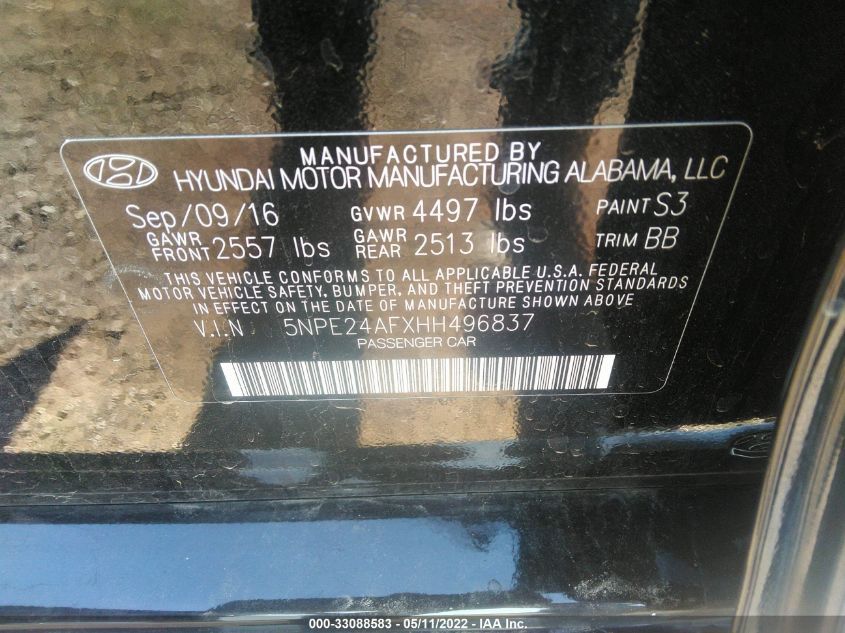 MANUFACTURED BY
HYUNDAI MOTOR MANUFACTURING ALABAMA, LLC
Sep/09/16 GVWR 4497 lbs PAINT S3
GAWR FRONT 2557 lbs GAWR REAR 2513 lbs TRIM BB
THIS VEHICLE CONFORMS TO ALL APPLICABLE U.S.A. FEDERAL
MOTOR VEHICLE SAFETY, BUMPER, AND THEFT PREVENTION STANDARDS
IN EFFECT ON THE DATE OF MANUFACTURE SHOWN ABOVE
V.I.N 5NPE24AFXHH496837
PASSENGER CAR
000-33088583 - 05/11/2022 - IAA Inc.